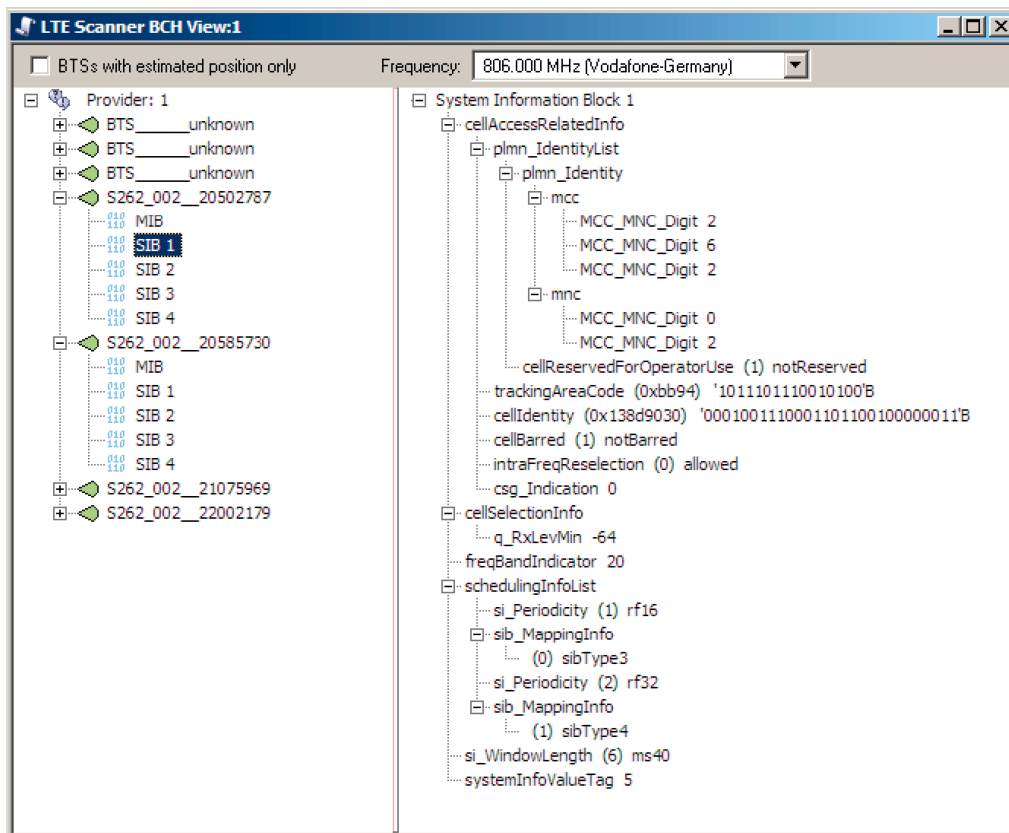 LTE Scanner BCH View:1
BTSs with estimated position only
Frequency: 806.000 MHz (Vodafone-Germany)
Provider: 1
BTS______unknown
BTS______unknown
BTS______unknown
S262_002__20502787
MIB
SIB 1
SIB 2
SIB 3
SIB 4
S262_002__20585730
MIB
SIB 1
SIB 2
SIB 3
SIB 4
S262_002__21075969
S262_002__22002179
System Information Block 1
cellAccessRelatedInfo
plmn_IdentityList
plmn_Identity
mcc
MCC_MNC_Digit 2
MCC_MNC_Digit 6
MCC_MNC_Digit 2
mnc
MCC_MNC_Digit 0
MCC_MNC_Digit 2
cellReservedForOperatorUse (1) notReserved
trackingAreaCode (0xbb94) '1011101110010100'B
cellIdentity (0x138d9030) '0001001110001101100100000011'B
cellBarred (1) notBarred
intraFreqReselection (0) allowed
csg_Indication 0
cellSelectionInfo
q_RxLevMin -64
freqBandIndicator 20
schedulingInfoList
si_Periodicity (1) rf16
sib_MappingInfo
(0) sibType3
si_Periodicity (2) rf32
sib_MappingInfo
(1) sibType4
si_WindowLength (6) ms40
systemInfoValueTag 5